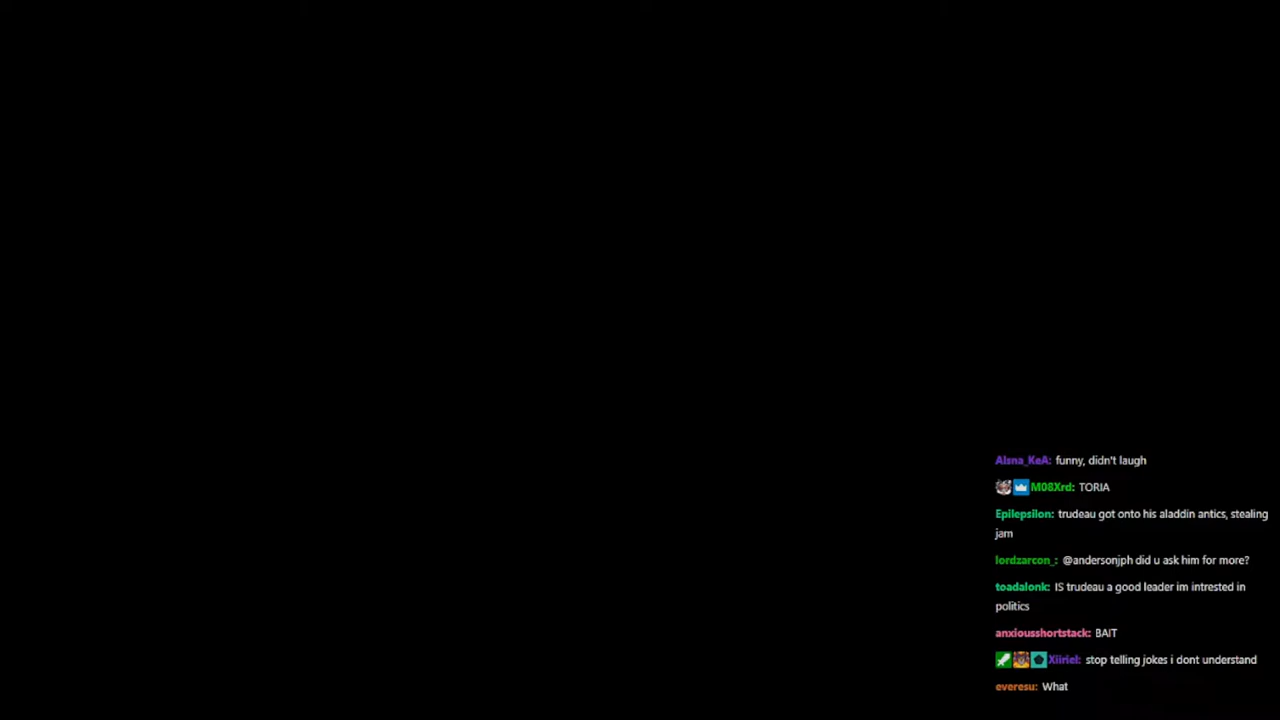 Alsna_KeA: funny, didn't laugh
M08Xrd: TORIA
Epilepsilon: trudeau got onto his aladdin antics, stealing
jam
lordzarcon_: @andersonjph did u ask him for more?
toadalonk: IS trudeau a good leader im intrested in
politics
anxiousshortstack: BAIT
Xiiriel: stop telling jokes i dont understand
everesu: What